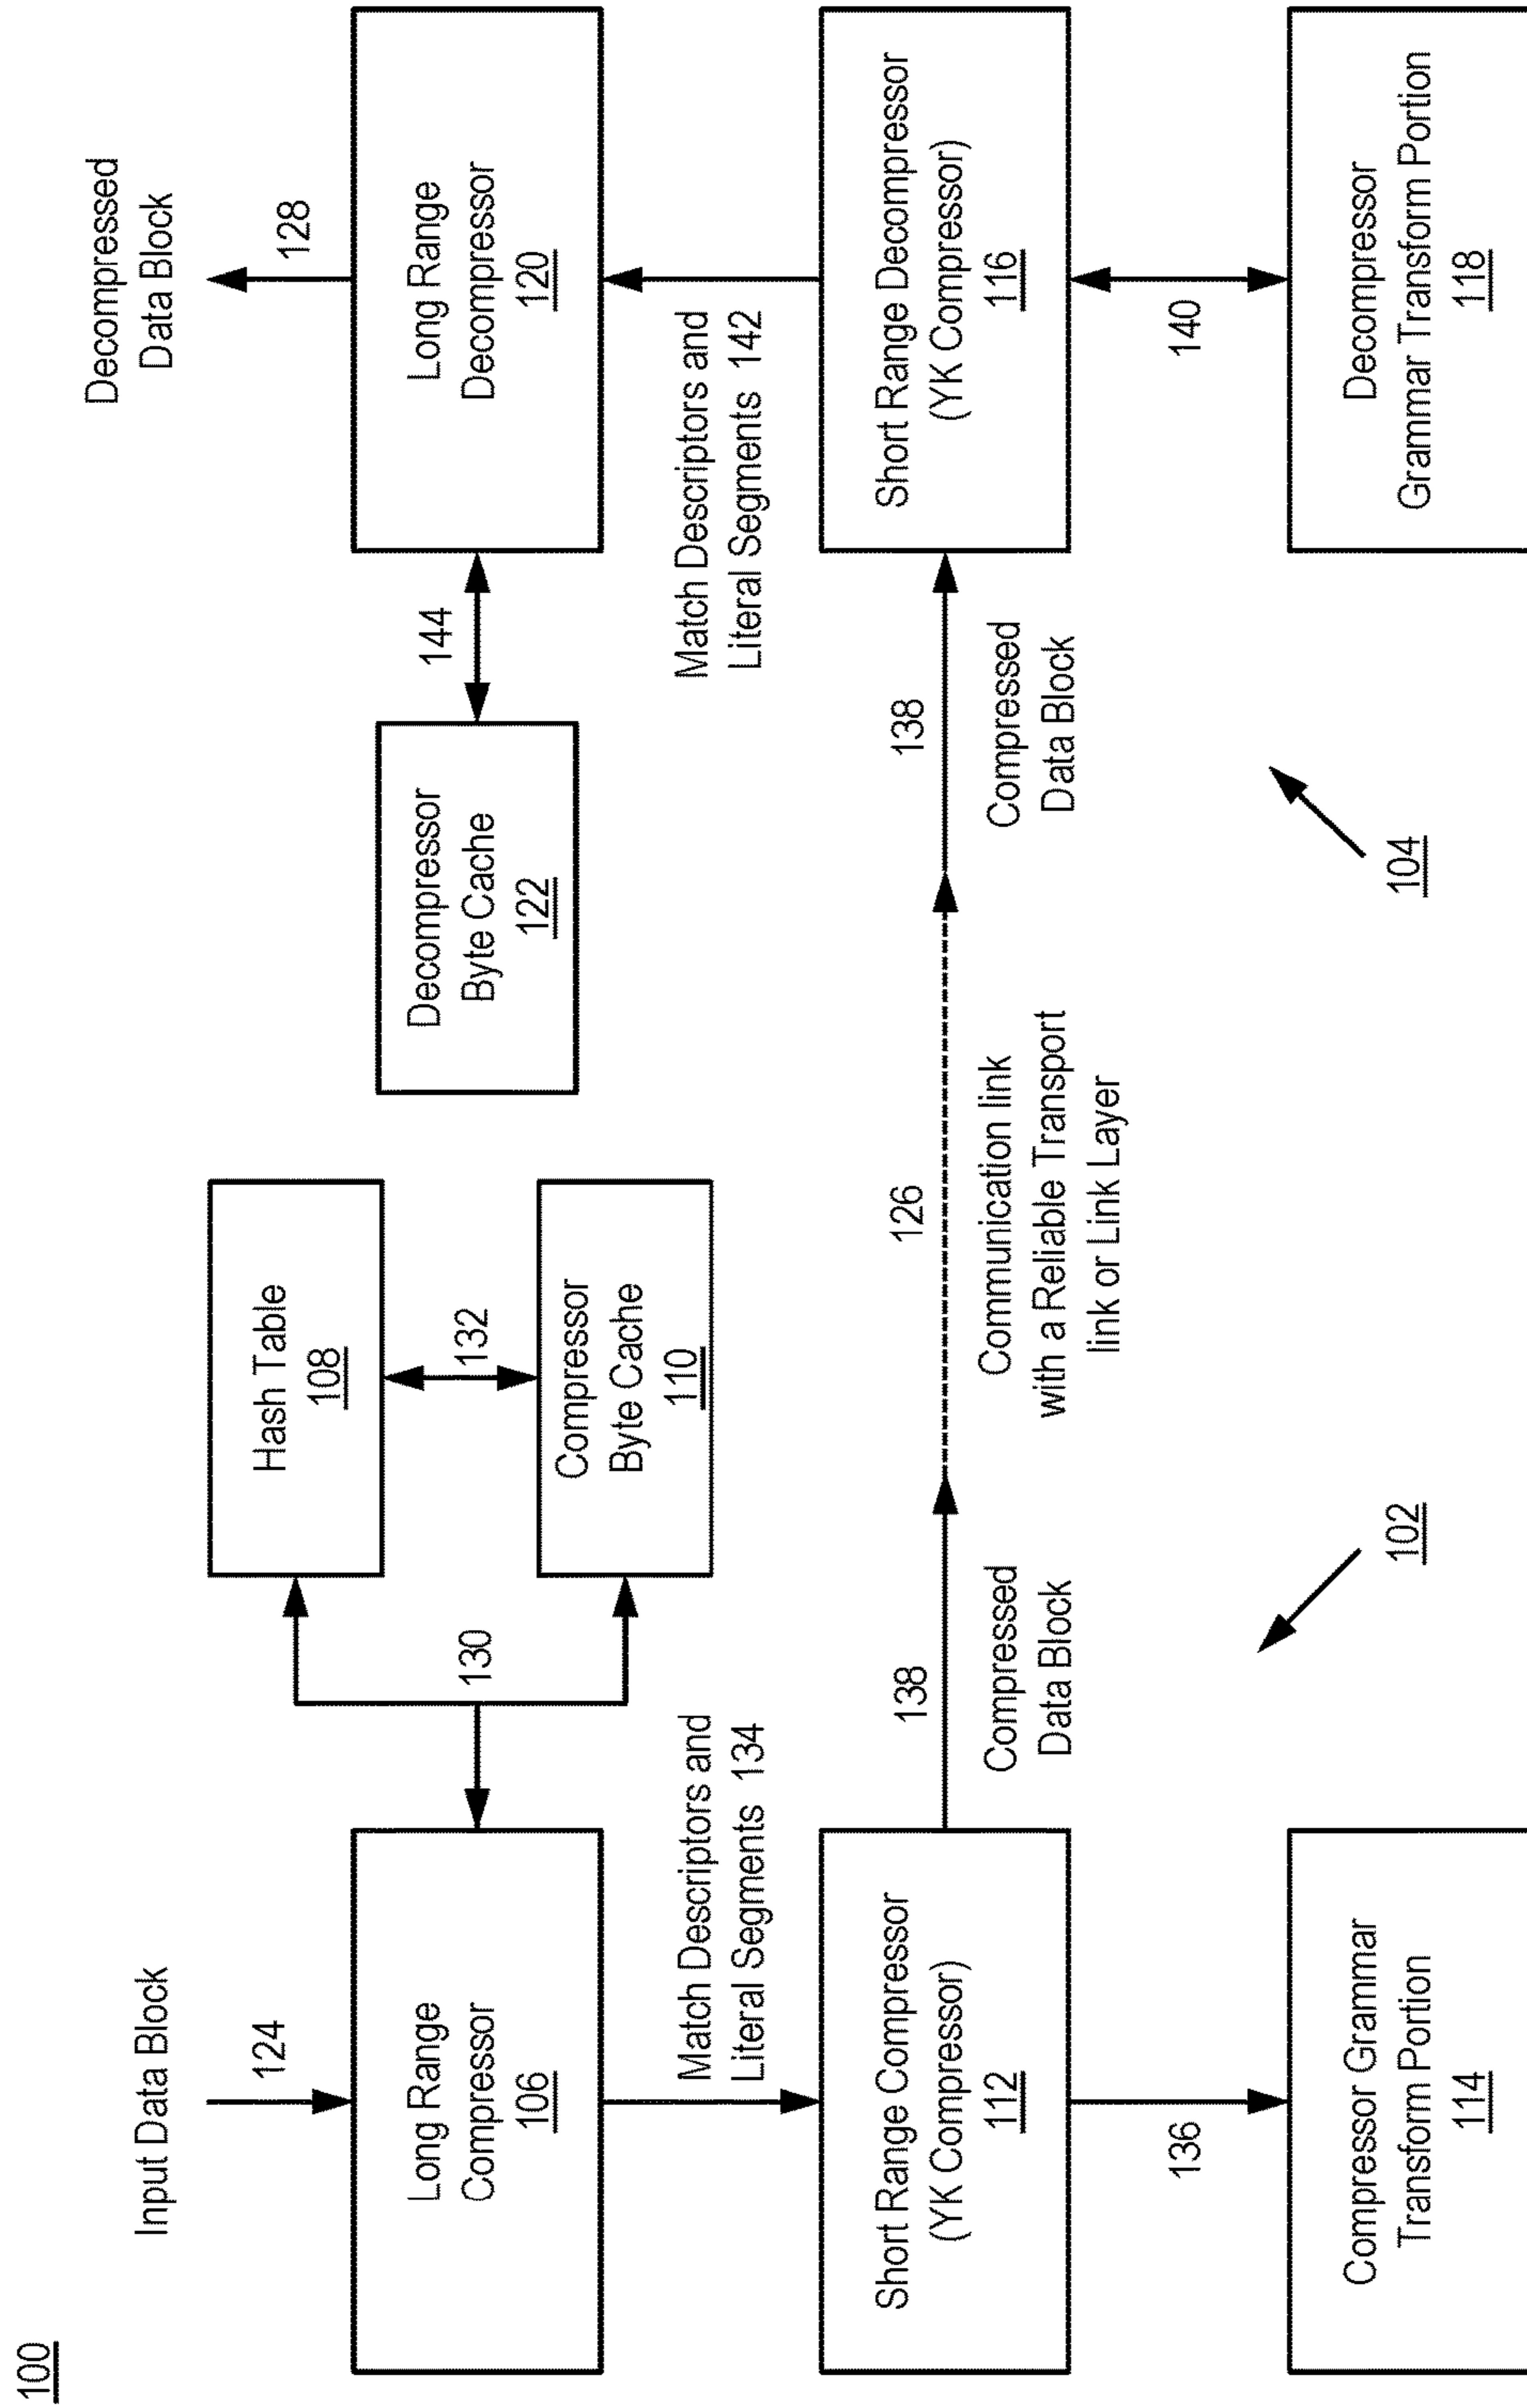 100
Input Data Block
124
Long Range
Compressor
106
130
Hash Table
108
132
Compressor
Byte Cache
110
Match Descriptors and
Literal Segments 134
Short Range Compressor
(YK Compressor)
112
136
Compressor Grammar
Transform Portion
114
138
Compressed
Data Block
102
126
Communication link
with a Reliable Transport
link or Link Layer
138
Compressed
Data Block
104
Decompressed
Data Block
128
Long Range
Decompressor
120
144
Decompressor
Byte Cache
122
Match Descriptors and
Literal Segments 142
Short Range Decompressor
(YK Compressor)
116
140
Decompressor
Grammar Transform Portion
118